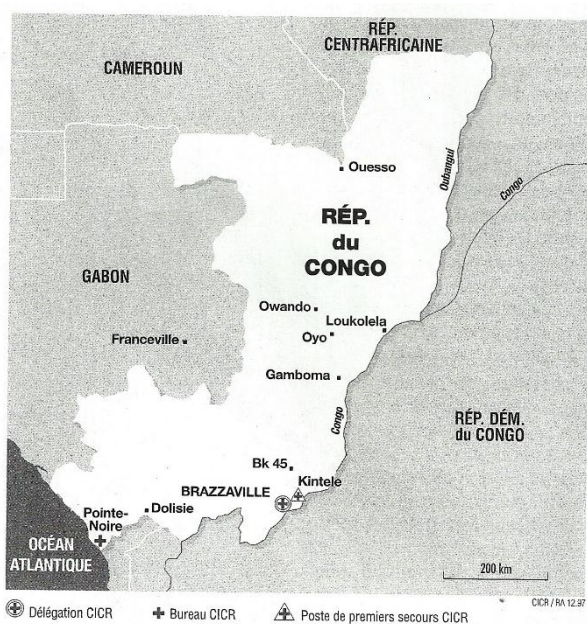 RÉP.
CENTRAFRICAINE
CAMEROUN
Ouesso
Oubangui
Congo
RÉP.
du
CONGO
GABON
Owando
Loukolela
Franceville
Oyo
Gamboma
Congo
RÉP. DÉM.
du CONGO
Bk 45
Kintele
BRAZZAVILLE
Pointe-
Noire
Dolisie
OCÉAN
ATLANTIQUE
200 km
CICR / RA 12.97
Délégation CICR
Bureau CICR
Poste de premiers secours CICR